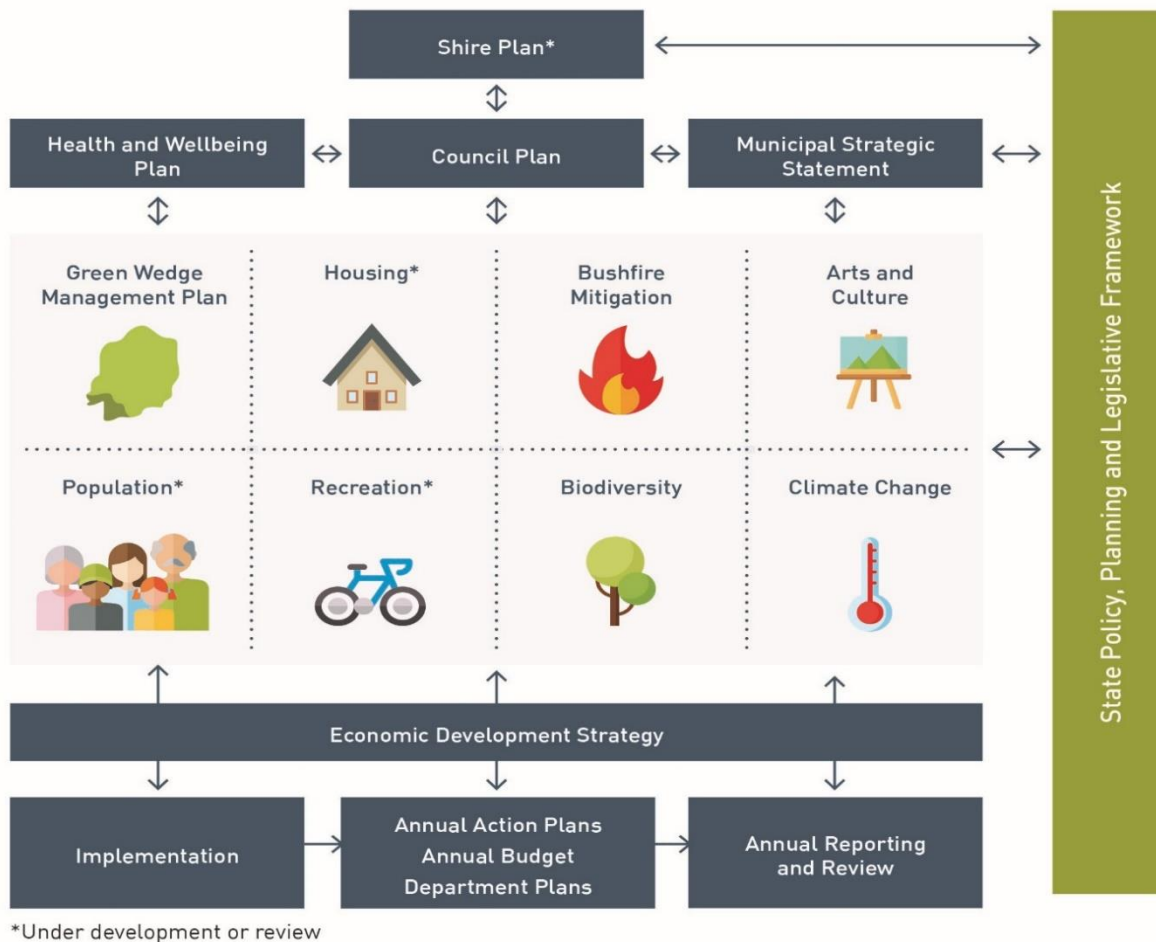 Shire Plan*
Health and Wellbeing
Plan
Council Plan
Municipal Strategic
Statement
Green Wedge
Management Plan
Housing*
Bushfire
Mitigation
Arts and
Culture
Population*
Recreation*
Biodiversity
Climate Change
Economic Development Strategy
Implementation
Annual Action Plans
Annual Budget
Department Plans
Annual Reporting
and Review
State Policy, Planning and Legislative Framework
*Under development or review